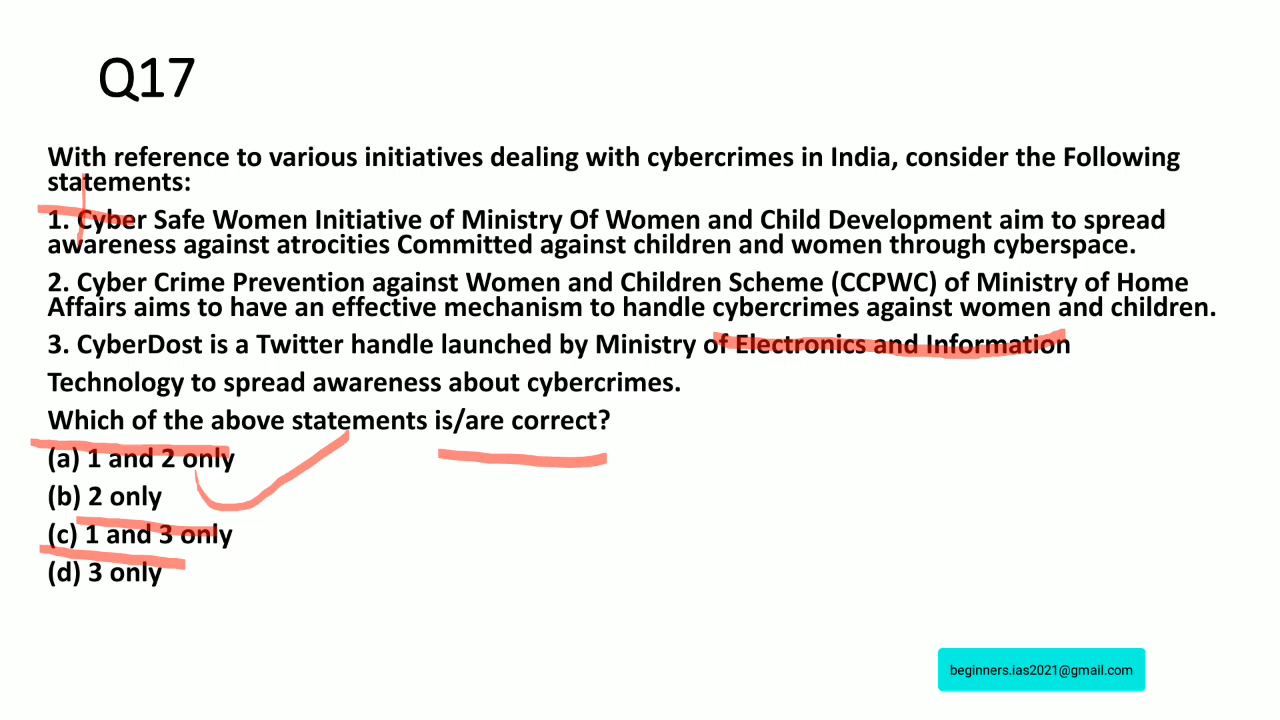 Q17
With reference to various initiatives dealing with cybercrimes in India, consider the Following
statements:
1. Cyber Safe Women Initiative of Ministry Of Women and Child Development aim to spread
awareness against atrocities Committed against children and women through cyberspace.
2. Cyber Crime Prevention against Women and Children Scheme (CCPWC) of Ministry of Home
Affairs aims to have an effective mechanism to handle cybercrimes against women and children.
3. CyberDost is a Twitter handle launched by Ministry of Electronics and Information
Technology to spread awareness about cybercrimes.
Which of the above statements is/are correct?
(a) 1 and 2 only
(b) 2 only
(c) 1 and 3 only
(d) 3 only
beginners.ias2021@gmail.com